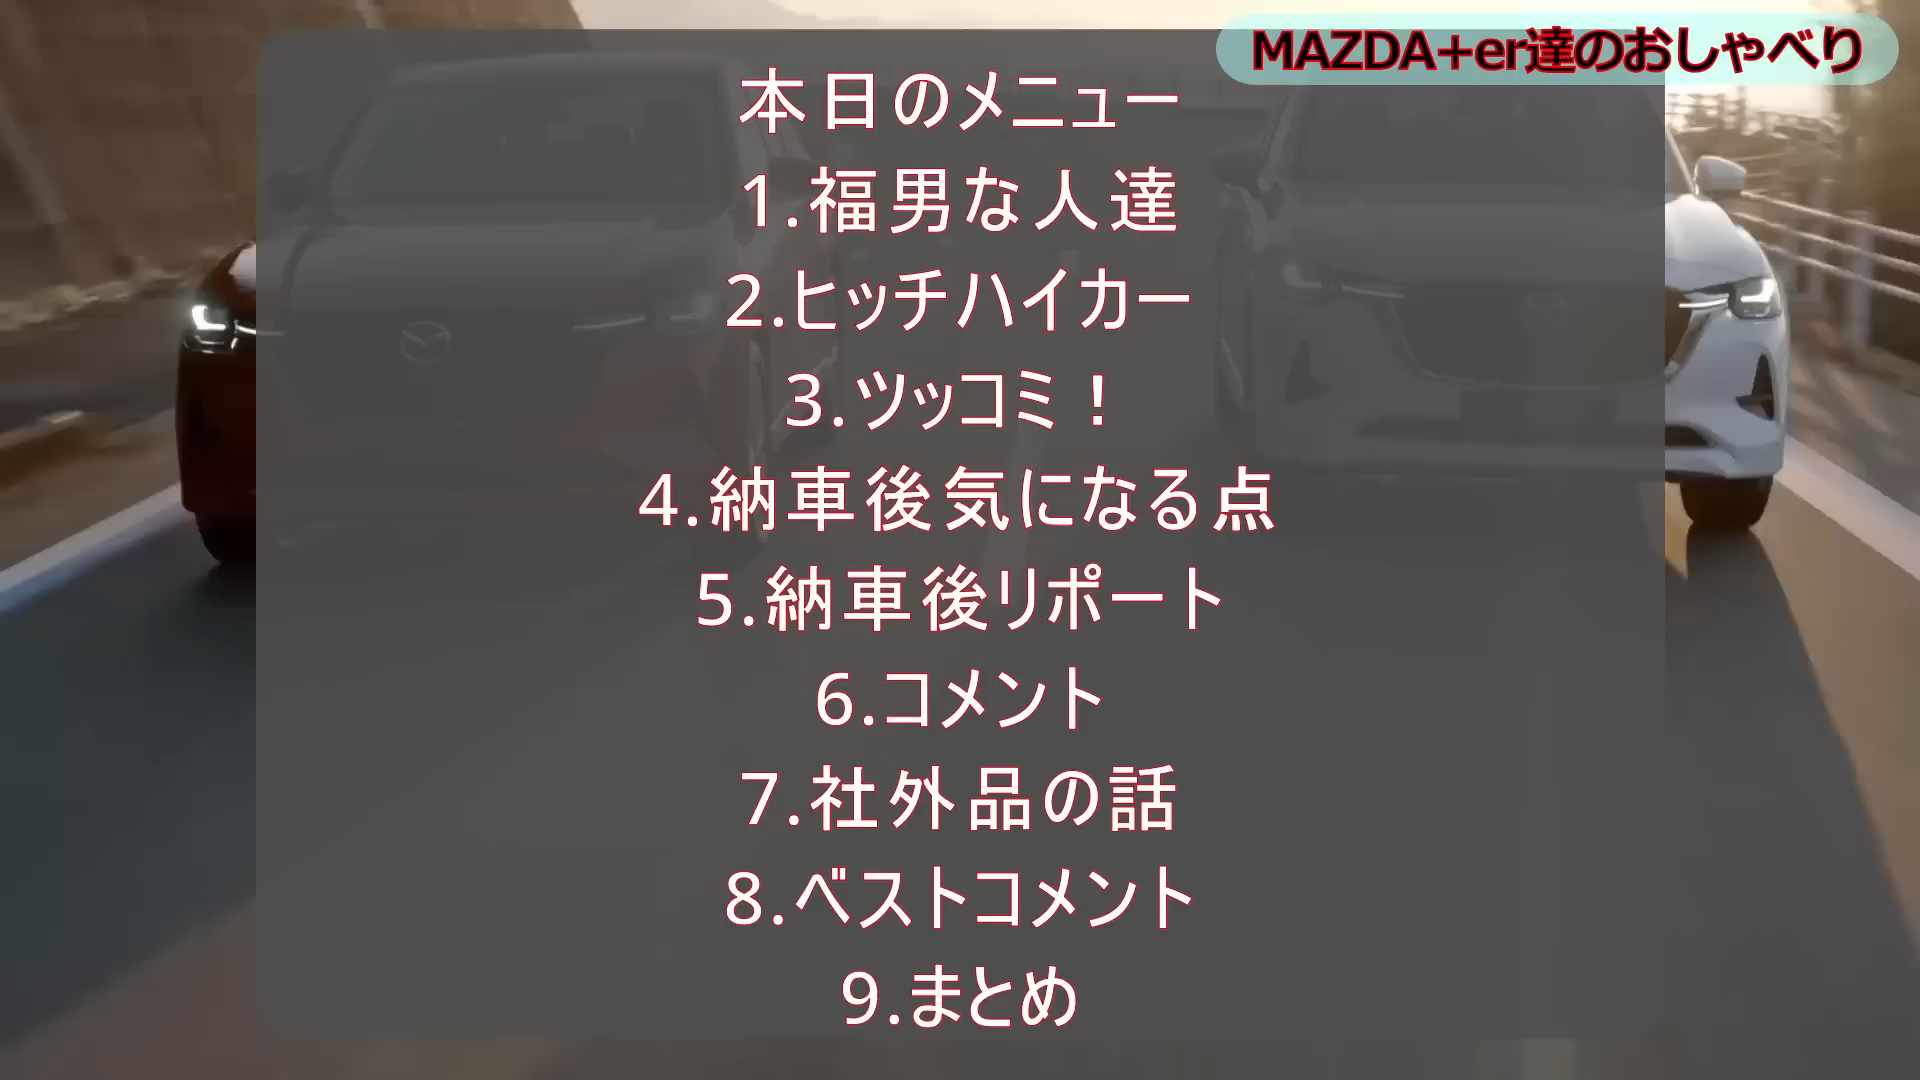 MAZDA+er達のおしゃべり
本日のメニュー
1.福男な人達
2.ヒッチハイカー
3.ツッコミ！
4.納車後気になる点
5.納車後リポート
6.コメント
7.社外品の話
8.ベストコメント
9.まとめ